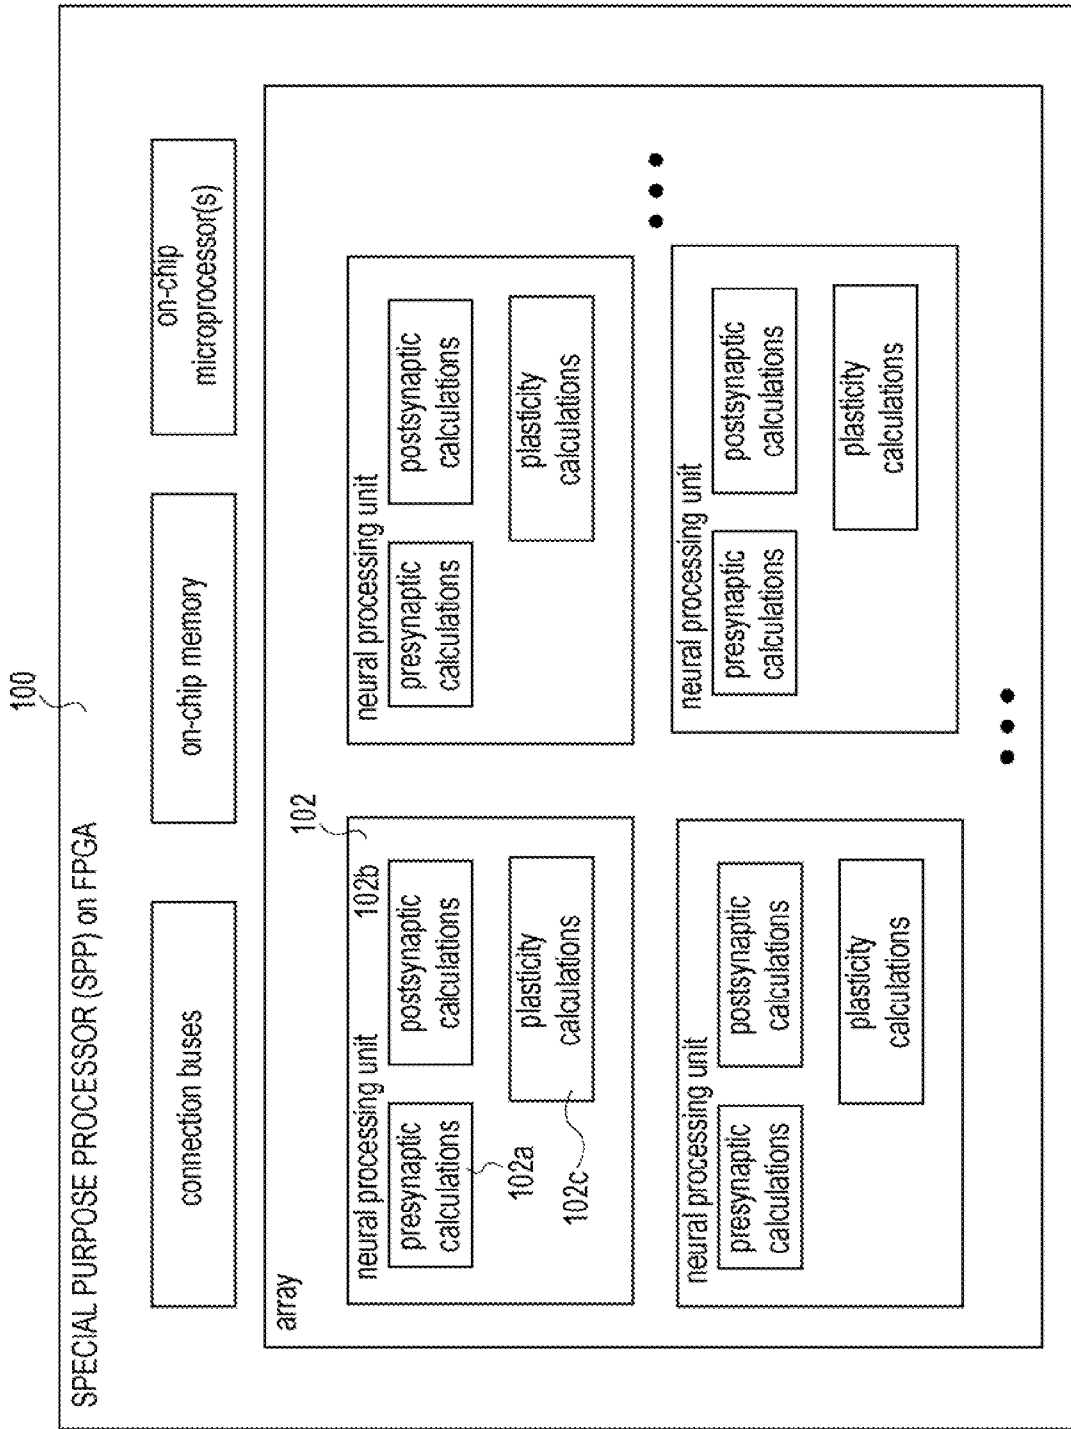 100
SPECIAL PURPOSE PROCESSOR (SPP) on FPGA
connection buses
on-chip memory
on-chip
microprocessor(s)
array
102
neural processing unit
102b
presynaptic
calculations
postsynaptic
calculations
102a
plasticity
calculations
102c
neural processing unit
presynaptic
calculations
postsynaptic
calculations
plasticity
calculations
neural processing unit
presynaptic
calculations
postsynaptic
calculations
plasticity
calculations
neural processing unit
presynaptic
calculations
postsynaptic
calculations
plasticity
calculations